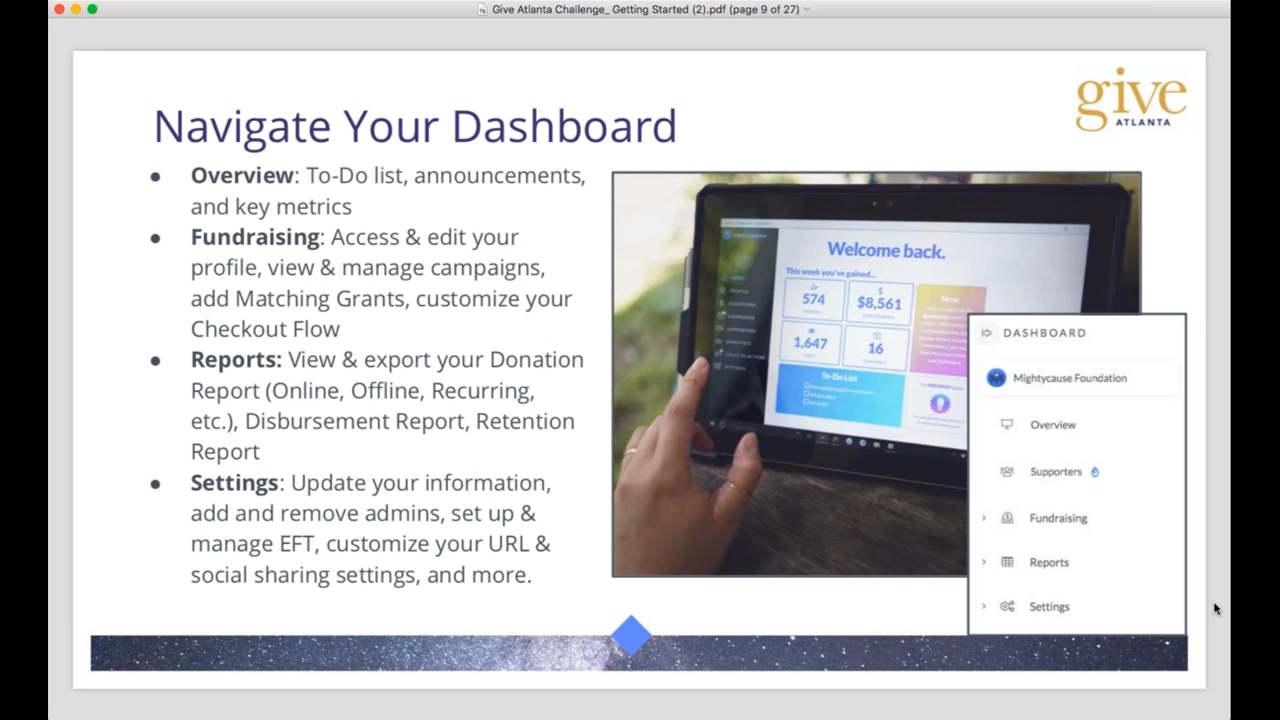 Give Atlanta Challenge_ Getting Started (2).pdf (page 9 of 27)
give
ATLANTA
Navigate Your Dashboard
● Overview: To-Do list, announcements,
and key metrics
● Fundraising: Access & edit your
profile, view & manage campaigns,
add Matching Grants, customize your
Checkout Flow
● Reports: View & export your Donation
Report (Online, Offline, Recurring,
etc.), Disbursement Report, Retention
Report
● Settings: Update your information,
add and remove admins, set up &
manage EFT, customize your URL &
social sharing settings, and more.
Welcome back.
This week you've gained...
574
$8,561
1,647
16
New
To-Do List
DASHBOARD
Mightycause Foundation
Overview
Supporters
Fundraising
Reports
Settings